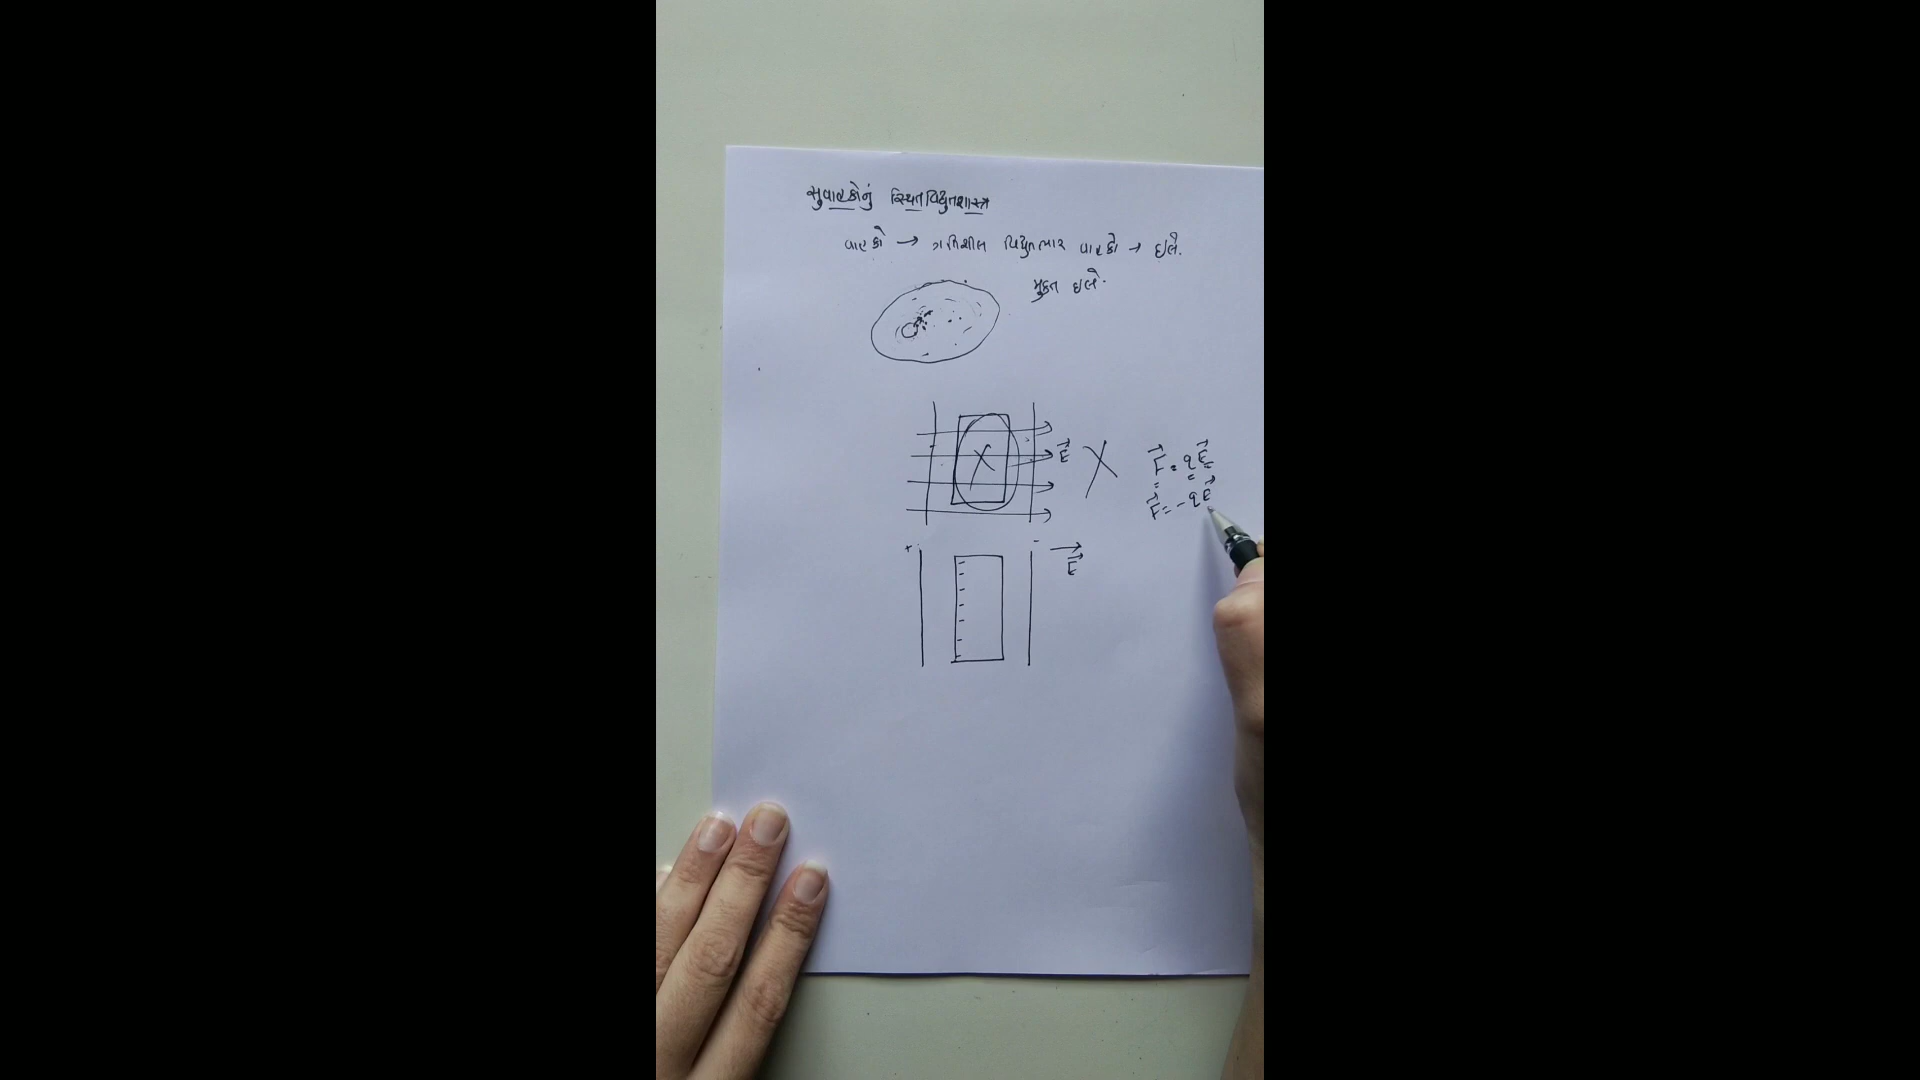 સુવાહકોનું સ્થિતવિદ્યુતશાસ્ત્ર
વાહકો → ગતિશીલ વિદ્યુતભાર વાહકો → ઇલે.
મુક્ત ઇલે.
E⃗
F⃗ = qE⃗
F⃗ = -qE⃗
+ -
E⃗